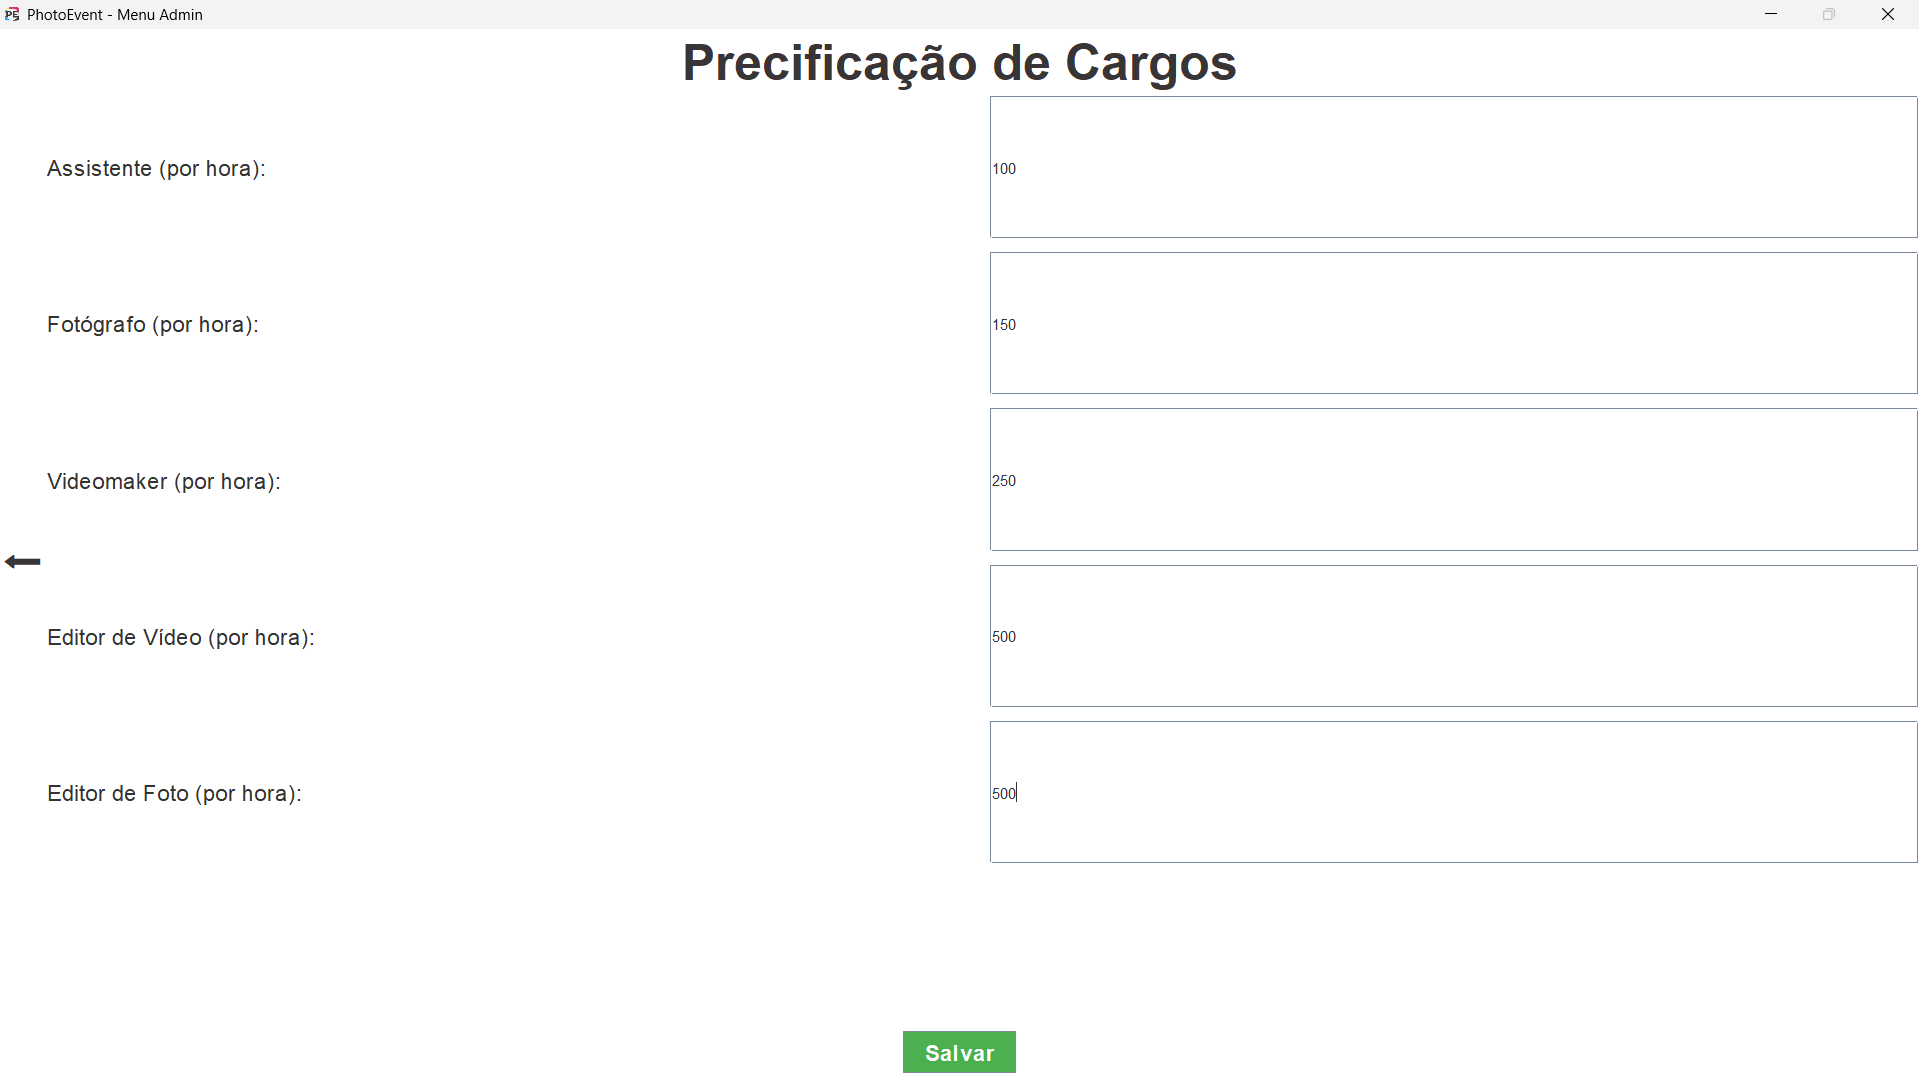 PhotoEvent - Menu Admin
Precificação de Cargos
Assistente (por hora):
100
Fotógrafo (por hora):
150
Videomaker (por hora):
250
Editor de Vídeo (por hora):
500
Editor de Foto (por hora):
500
Salvar